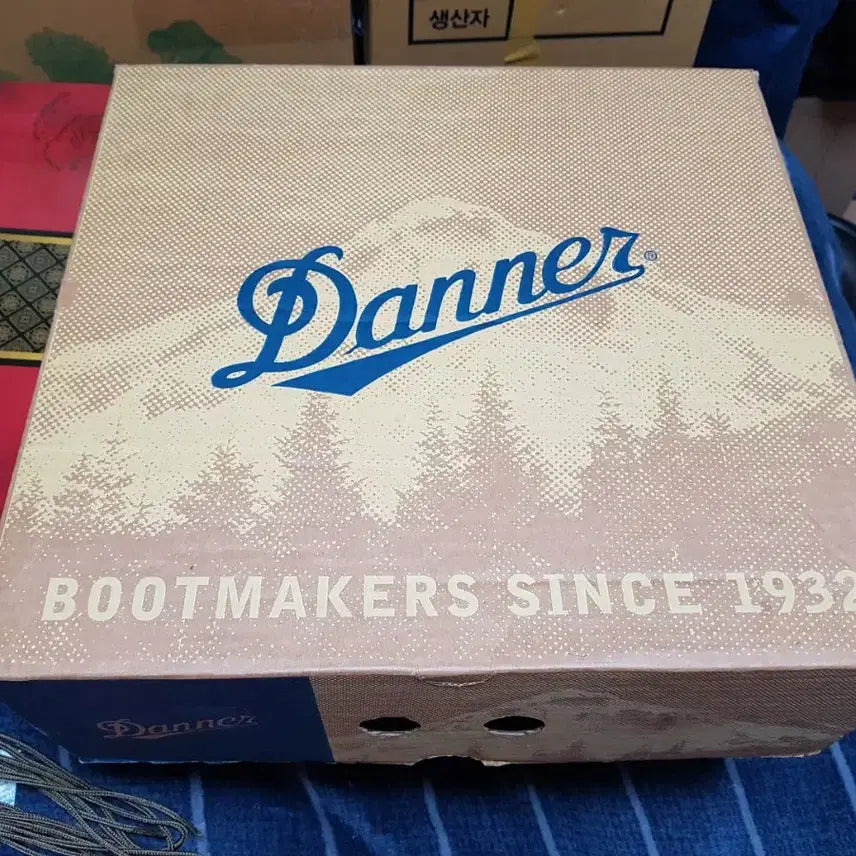 생산자
Danner®
BOOTMAKERS SINCE 1932
Danner